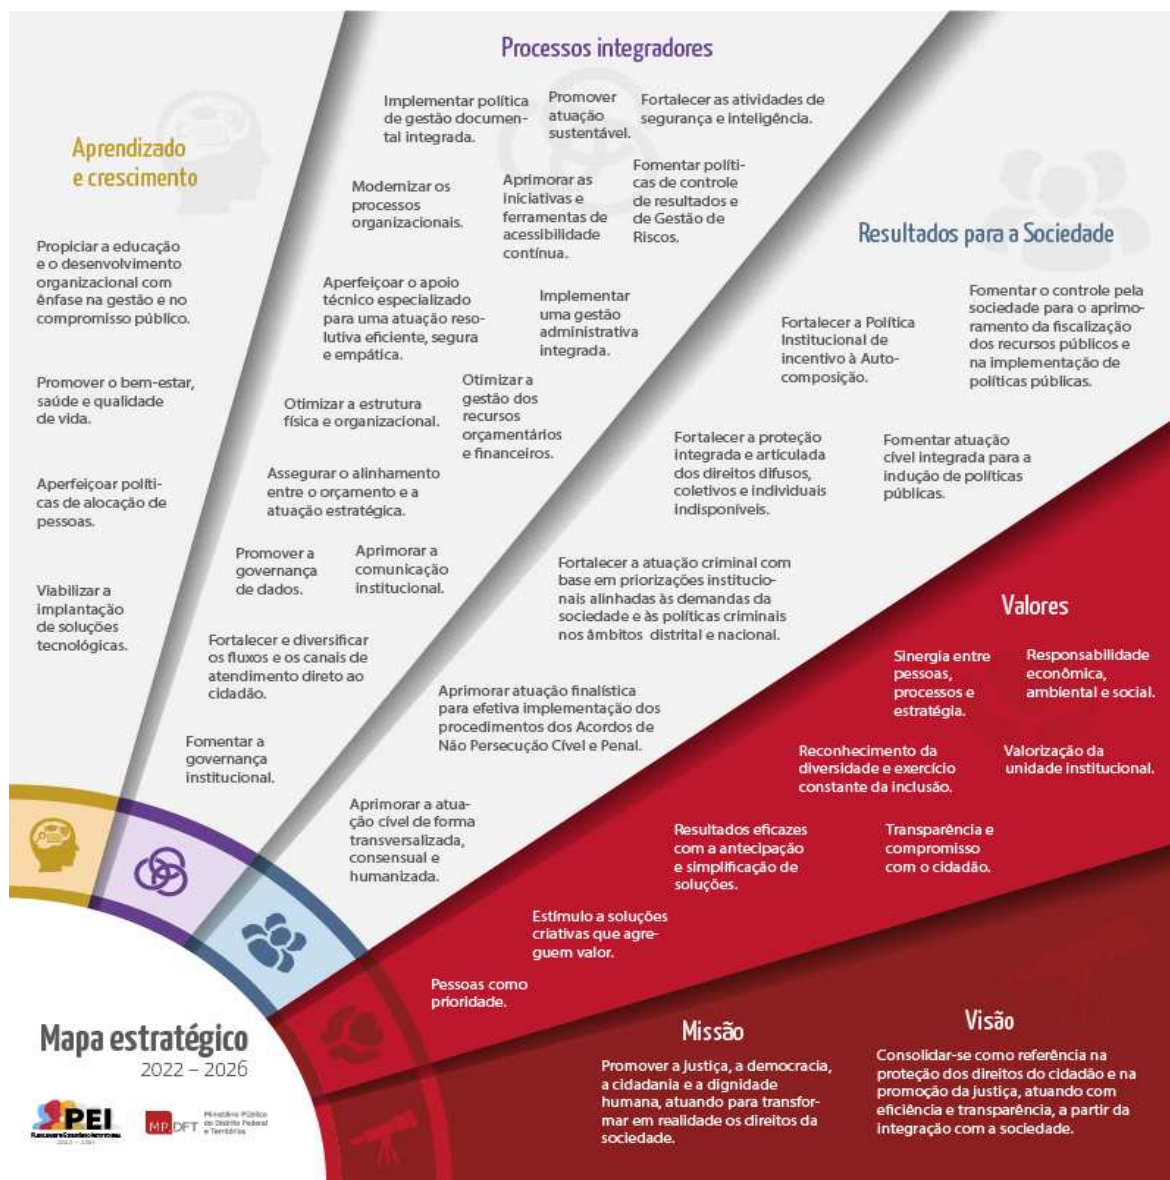 Aprendizado
e crescimento
Propiciar a educação
e o desenvolvimento
organizacional com
ênfase na gestão e no
compromisso público.
Promover o bem-estar,
saúde e qualidade
de vida.
Aperfeiçoar políti-
cas de alocação de
pessoas.
Viabilizar a
implantação
de soluções
tecnológicas.
Processos integradores
Implementar política
de gestão documen-
tal integrada.
Promover
atuação
sustentável.
Fortalecer as atividades de
segurança e inteligência.
Modernizar os
processos
organizacionais.
Aprimorar as
iniciativas e
ferramentas de
acessibilidade
contínua.
Fomentar políti-
cas de controle
de resultados e
de Gestão de
Riscos.
Aperfeiçoar o apoio
técnico especializado
para uma atuação reso-
lutiva eficiente, segura
e empática.
Implementar
uma gestão
administrativa
integrada.
Otimizar a estrutura
física e organizacional.
Otimizar a
gestão dos
recursos
orçamentários
e financeiros.
Assegurar o alinhamento
entre o orçamento e a
atuação estratégica.
Promover a
governança
de dados.
Aprimorar a
comunicação
institucional.
Fortalecer e diversificar
os fluxos e os canais de
atendimento direto ao
cidadão.
Fomentar a
governança
institucional.
Resultados para a Sociedade
Fomentar o controle pela
sociedade para o aprimo-
ramento da fiscalização
dos recursos públicos e
na implementação de
políticas públicas.
Fortalecer a Política
Institucional de
incentivo à Auto-
composição.
Fortalecer a proteção
integrada e articulada
dos direitos difusos,
coletivos e individuais
indisponíveis.
Fomentar atuação
cível integrada para a
indução de políticas
públicas.
Fortalecer a atuação criminal com
base em priorizações institucio-
nais alinhadas às demandas da
sociedade e às políticas criminais
nos âmbitos distrital e nacional.
Aprimorar atuação finalística
para efetiva implementação dos
procedimentos dos Acordos de
Não Persecução Cível e Penal.
Aprimorar a atua-
ção cível de forma
transversalizada,
consensual e
humanizada.
Valores
Sinergia entre
pessoas,
processos e
estratégia.
Responsabilidade
econômica,
ambiental e social.
Reconhecimento da
diversidade e exercício
constante da inclusão.
Valorização da
unidade institucional.
Resultados eficazes
com a antecipação
e simplificação de
soluções.
Transparência e
compromisso
com o cidadão.
Estímulo a soluções
criativas que agre-
guem valor.
Pessoas como
prioridade.
Missão
Promover a justiça, a democracia,
a cidadania e a dignidade
humana, atuando para transfor-
mar em realidade os direitos da
sociedade.
Visão
Consolidar-se como referência na
proteção dos direitos do cidadão e na
promoção da justiça, atuando com
eficiência e transparência, a partir da
integração com a sociedade.
Mapa estratégico
2022 – 2026
PEI
MPDFT
Ministério Público
do Distrito Federal
e Territórios